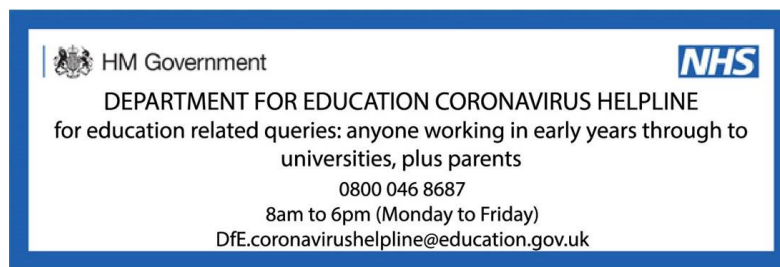 HM Government
NHS
DEPARTMENT FOR EDUCATION CORONAVIRUS HELPLINE
for education related queries: anyone working in early years through to
universities, plus parents
0800 046 8687
8am to 6pm (Monday to Friday)
DfE.coronavirushelpline@education.gov.uk